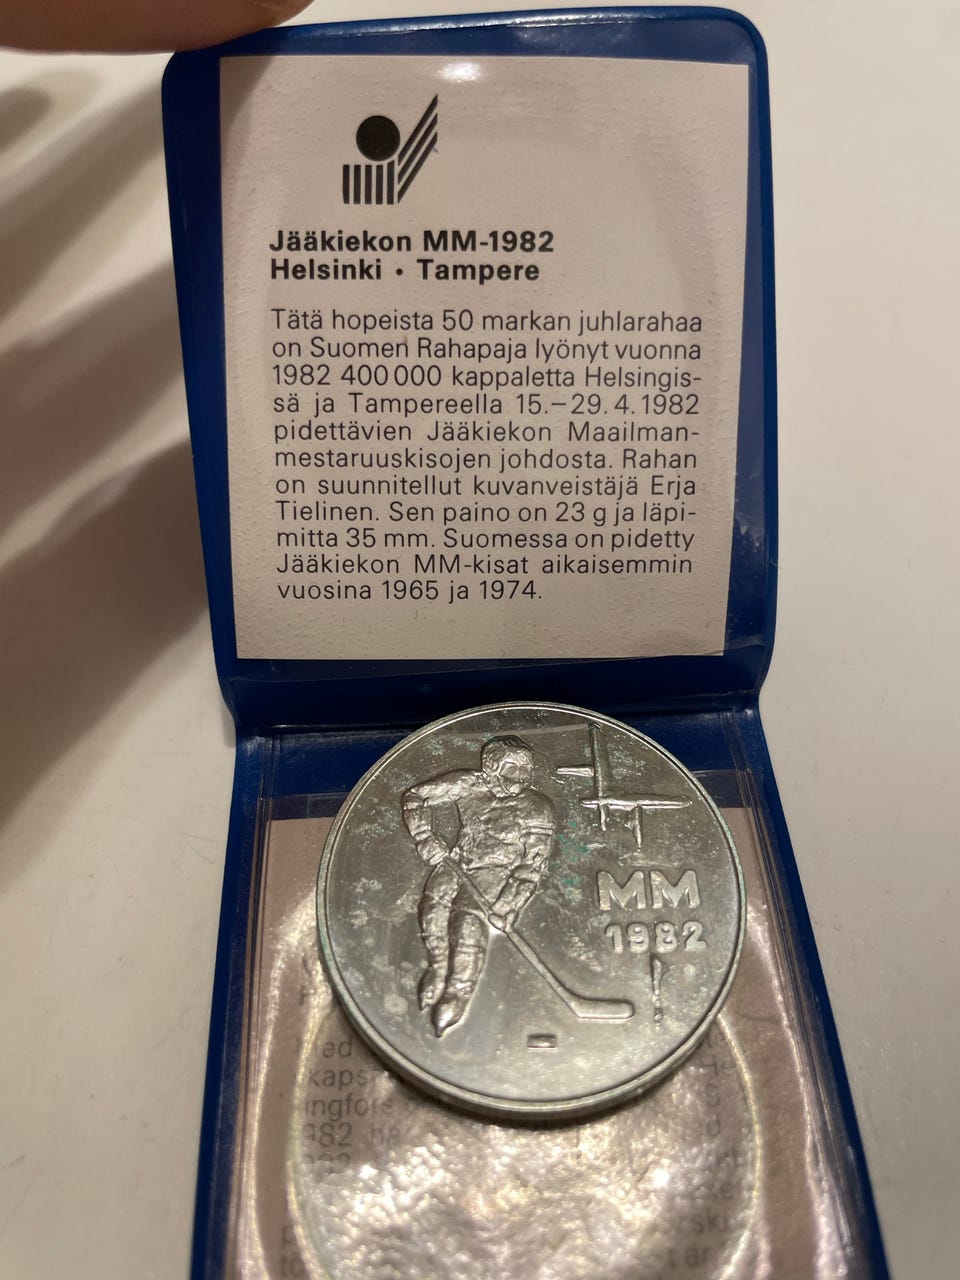 Jääkiekon MM-1982
Helsinki • Tampere
Tätä hopeista 50 markan juhlarahaa
on Suomen Rahapaja lyönyt vuonna
1982 400 000 kappaletta Helsingis-
sä ja Tampereella 15.–29. 4. 1982
pidettävien Jääkiekon Maailman-
mestaruuskisojen johdosta. Rahan
on suunnitellut kuvanveistäjä Erja
Tielinen. Sen paino on 23 g ja läpi-
mitta 35 mm. Suomessa on pidetty
Jääkiekon MM-kisat aikaisemmin
vuosina 1965 ja 1974.
MM
1982